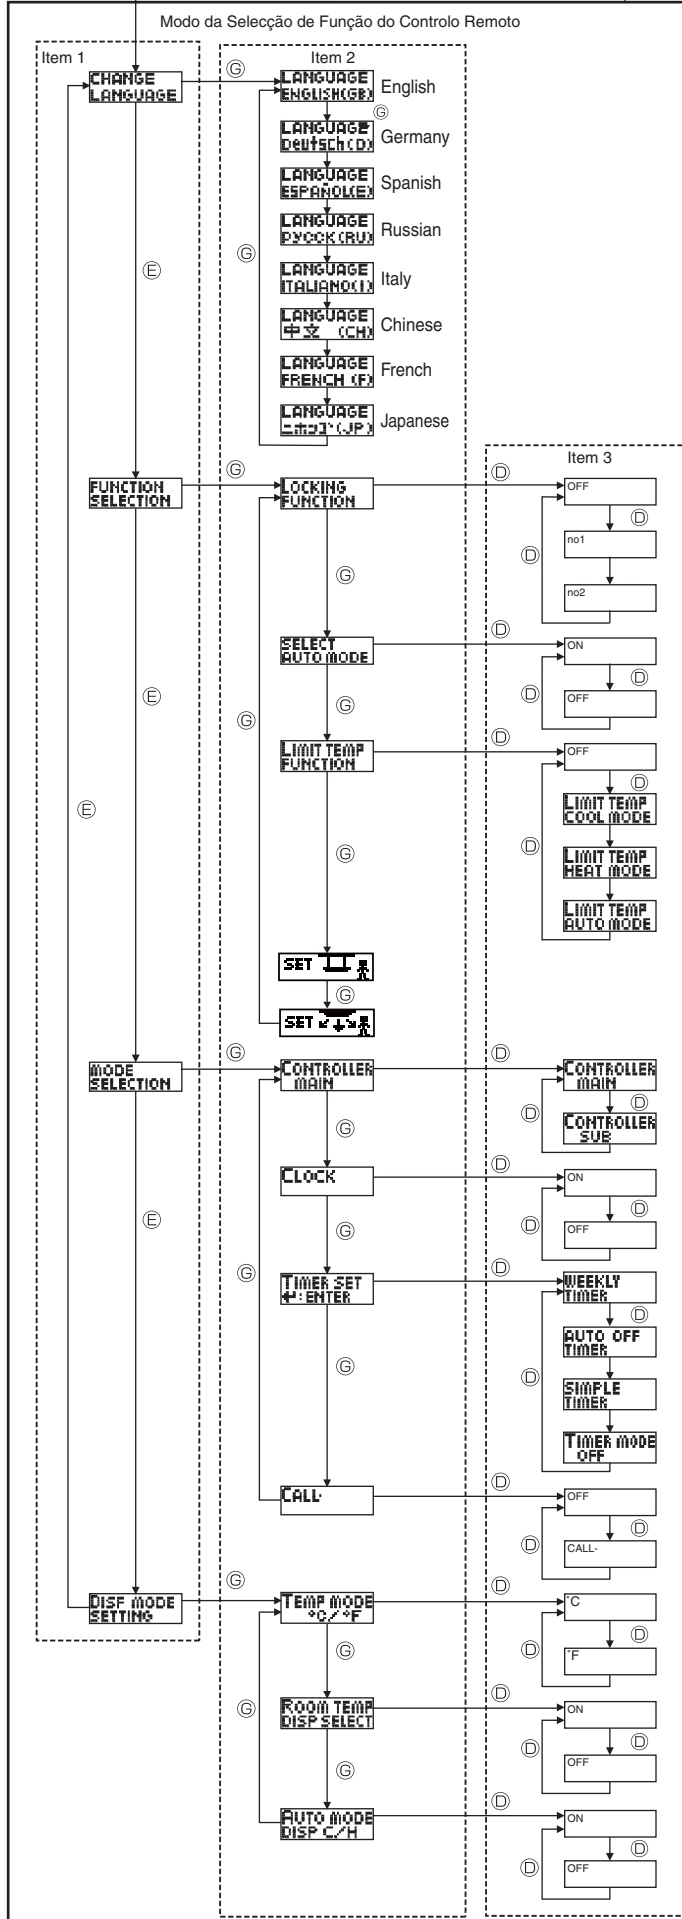 Modo da Selecção de Função do Controlo Remoto
Item 1
Item 2
CHANGE
LANGUAGE
Ⓖ
LANGUAGE
ENGLISH(GB)
English
Ⓖ
LANGUAGE
Deutsch(D)
Germany
LANGUAGE
ESPAÑOL(E)
Spanish
LANGUAGE
РУССК(RU)
Russian
Ⓖ
Ⓔ
LANGUAGE
ITALIANO(I)
Italy
LANGUAGE
中文 (CH)
Chinese
LANGUAGE
FRENCH (F)
French
LANGUAGE
ニホンゴ(JP)
Japanese
Item 3
FUNCTION
SELECTION
Ⓖ
LOCKING
FUNCTION
Ⓓ
OFF
Ⓓ
no1
Ⓓ
no2
Ⓖ
SELECT
AUTO MODE
Ⓓ
ON
Ⓓ
Ⓓ
OFF
Ⓔ
Ⓖ
Ⓖ
LIMIT TEMP
FUNCTION
Ⓓ
OFF
Ⓓ
LIMIT TEMP
COOL MODE
Ⓔ
Ⓖ
Ⓓ
LIMIT TEMP
HEAT MODE
LIMIT TEMP
AUTO MODE
SET
Ⓖ
SET
MODE
SELECTION
Ⓖ
CONTROLLER
MAIN
Ⓓ
CONTROLLER
MAIN
Ⓓ
Ⓓ
CONTROLLER
SUB
Ⓖ
CLOCK
Ⓓ
ON
Ⓓ
Ⓓ
OFF
Ⓔ
Ⓖ
Ⓖ
TIMER SET
↵:ENTER
Ⓓ
WEEKLY
TIMER
Ⓓ
AUTO OFF
TIMER
Ⓖ
Ⓓ
SIMPLE
TIMER
TIMER MODE
OFF
CALL-
Ⓓ
OFF
Ⓓ
Ⓓ
CALL-
DISP MODE
SETTING
Ⓖ
TEMP MODE
°C/°F
Ⓓ
°C
Ⓓ
Ⓓ
°F
Ⓖ
Ⓖ
ROOM TEMP
DISP SELECT
Ⓓ
ON
Ⓓ
Ⓓ
OFF
Ⓖ
AUTO MODE
DISP C/H
Ⓓ
ON
Ⓓ
Ⓓ
OFF